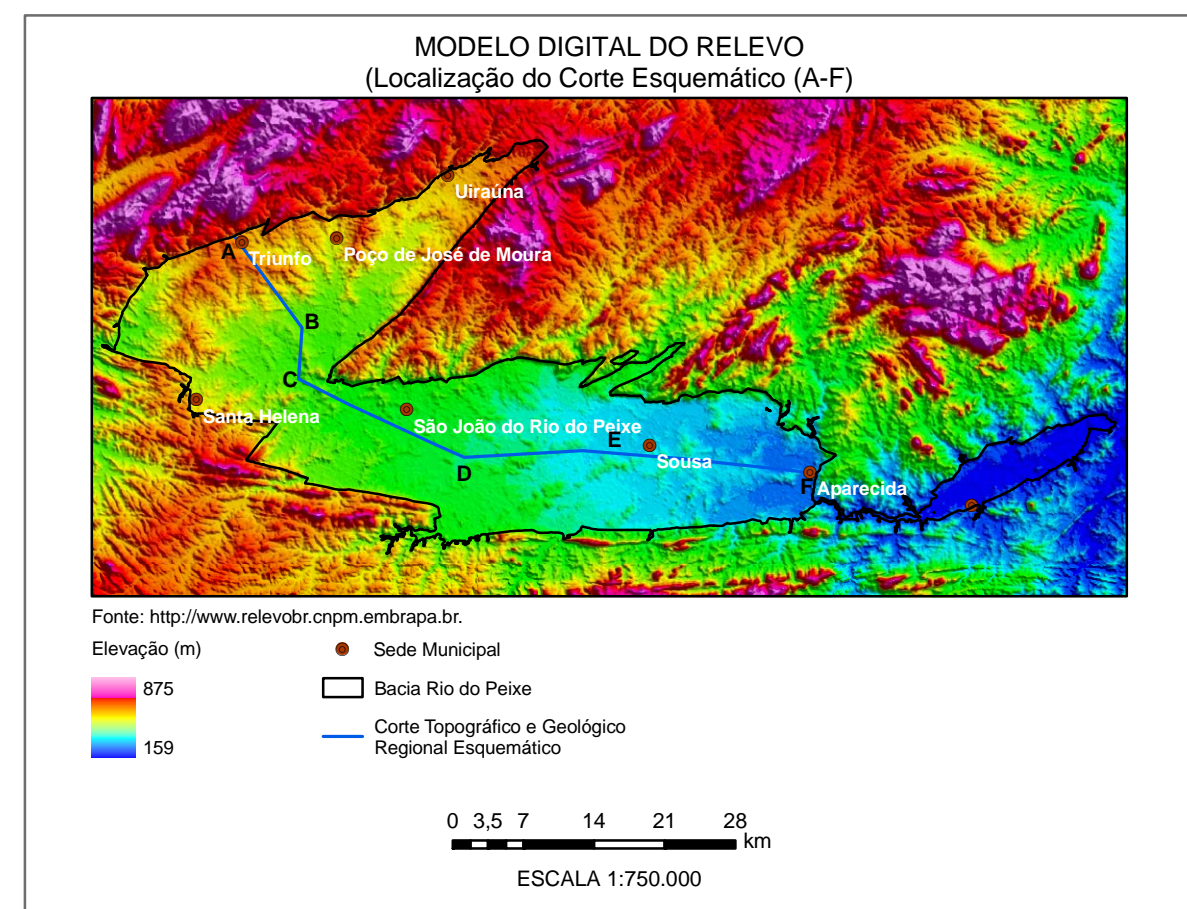 MODELO DIGITAL DO RELEVO
(Localização do Corte Esquemático (A-F)
Uiraúna
A
Triunfo
Poço de José de Moura
B
C
Santa Helena
São João do Rio do Peixe
D
E
Sousa
F
Aparecida
Fonte: http://www.relevobr.cnpm.embrapa.br.
Elevação (m)
875
159
Sede Municipal
Bacia Rio do Peixe
Corte Topográfico e Geológico
Regional Esquemático
0 3,5 7 14 21 28
km
ESCALA 1:750.000